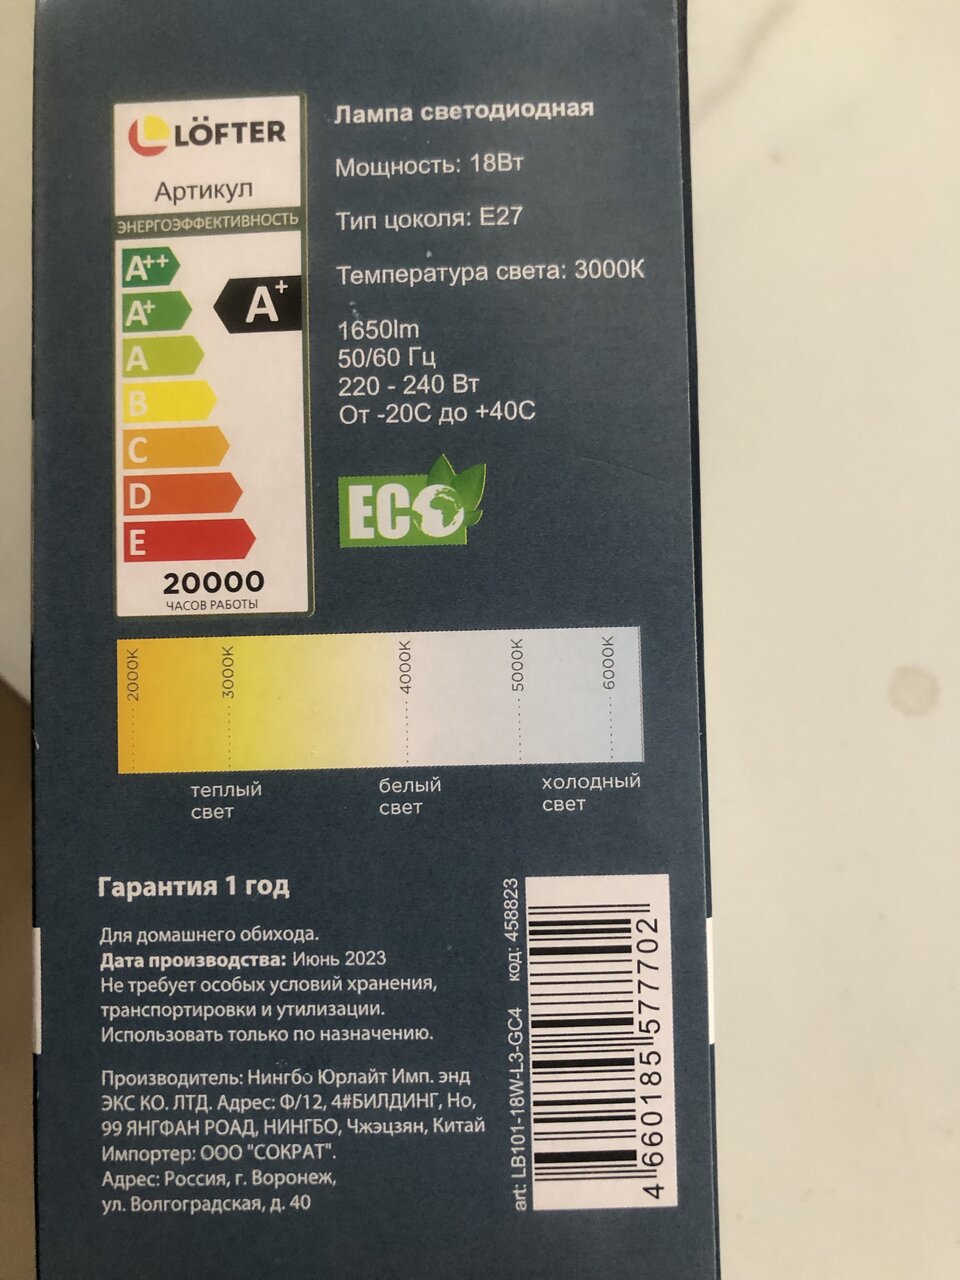 LÖFTER
Артикул
ЭНЕРГОЭФФЕКТИВНОСТЬ
A++
A+
A+
A
B
C
D
E
20000
ЧАСОВ РАБОТЫ
Лампа светодиодная
Мощность: 18Вт
Тип цоколя: E27
Температура света: 3000К
1650lm
50/60 Гц
220 - 240 Вт
От -20С до +40С
ECO
2000K
3000K
4000K
5000K
6000K
теплый
свет
белый
свет
холодный
свет
Гарантия 1 год
Для домашнего обихода.
Дата производства: Июнь 2023
Не требует особых условий хранения,
транспортировки и утилизации.
Использовать только по назначению.
Производитель: Нингбо Юрлайт Имп. энд
ЭКС КО. ЛТД. Адрес: Ф/12, 4#БИЛДИНГ, Но,
99 ЯНГФАН РОАД, НИНГБО, Чжэцзян, Китай
Импортер: ООО "СОКРАТ".
Адрес: Россия, г. Воронеж,
ул. Волгоградская, д. 40
art: LB101-18W-L3-GC4 код: 458823
4 660185 577702